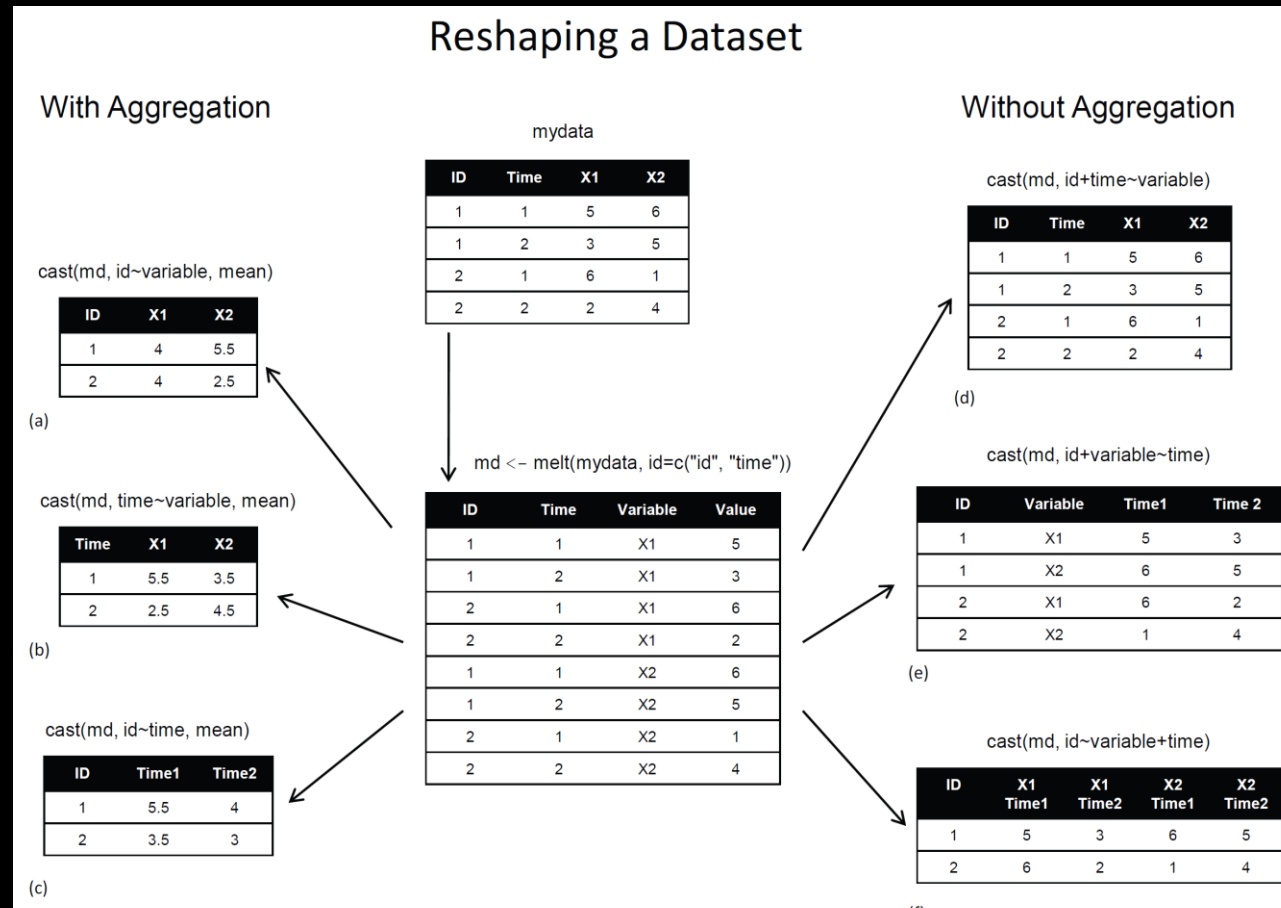 Reshaping a Dataset
With Aggregation
Without Aggregation
mydata
ID Time X1 X2
1 1 5 6
1 2 3 5
2 1 6 1
2 2 2 4
cast(md, id~variable, mean)
ID X1 X2
1 4 5.5
2 4 2.5
(a)
cast(md, time~variable, mean)
Time X1 X2
1 5.5 3.5
2 2.5 4.5
(b)
cast(md, id~time, mean)
ID Time1 Time2
1 5.5 4
2 3.5 3
(c)
md <- melt(mydata, id=c("id", "time"))
ID Time Variable Value
1 1 X1 5
1 2 X1 3
2 1 X1 6
2 2 X1 2
1 1 X2 6
1 2 X2 5
2 1 X2 1
2 2 X2 4
cast(md, id+time~variable)
ID Time X1 X2
1 1 5 6
1 2 3 5
2 1 6 1
2 2 2 4
(d)
cast(md, id+variable~time)
ID Variable Time1 Time 2
1 X1 5 3
1 X2 6 5
2 X1 6 2
2 X2 1 4
(e)
cast(md, id~variable+time)
ID X1 X1 X2 X2
Time1 Time2 Time1 Time2
1 5 3 6 5
2 6 2 1 4